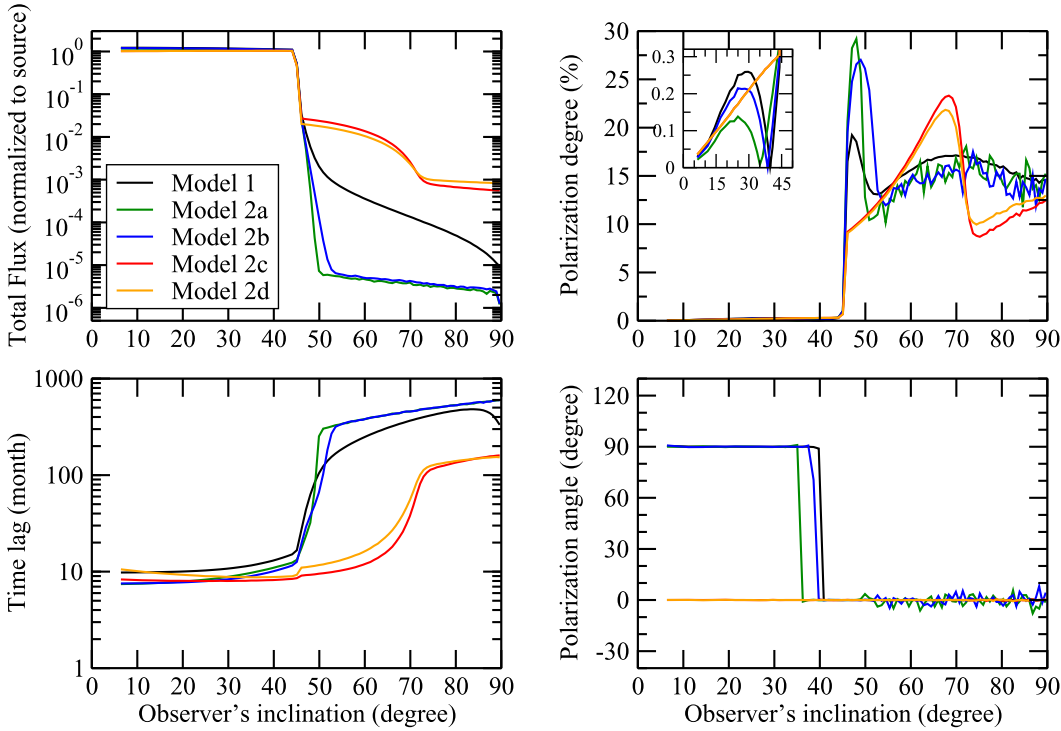 Total Flux (normalized to source)
10^0
10^-1
10^-2
10^-3
10^-4
10^-5
10^-6
Model 1
Model 2a
Model 2b
Model 2c
Model 2d
0 10 20 30 40 50 60 70 80 90
Polarization degree (%)
30
25
20
15
10
5
0
0.3
0.2
0.1
0
0 15 30 45
0 10 20 30 40 50 60 70 80 90
Time lag (month)
1000
100
10
1
0 10 20 30 40 50 60 70 80 90
Observer's inclination (degree)
Polarization angle (degree)
120
90
60
30
0
-30
0 10 20 30 40 50 60 70 80 90
Observer's inclination (degree)